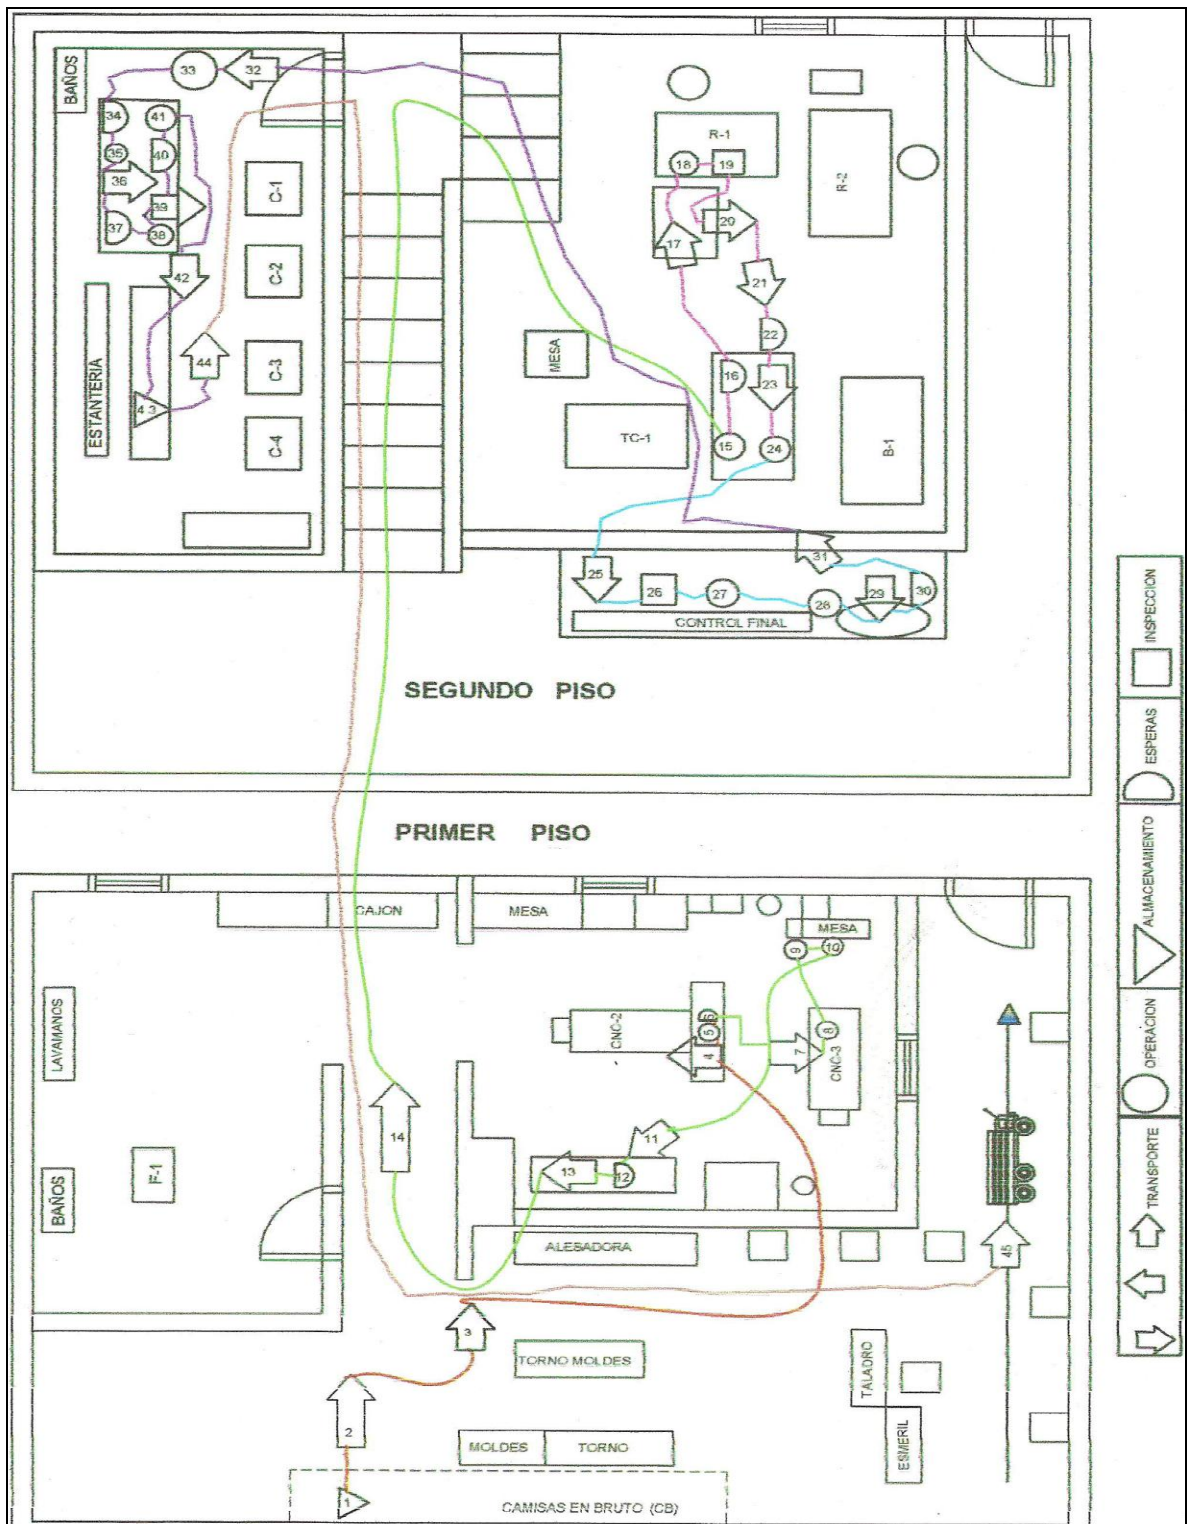 BAÑOS
33
32
34
41
35
40
36
39
37
38
42
44
43
ESTANTERIA
C-1
C-2
C-3
C-4
R-1
18
19
R-2
17
20
21
22
MESA
16
23
TC-1
15
24
B-1
25
26
27
28
29
30
31
CONTROL FINAL
SEGUNDO PISO
PRIMER PISO
CAJON
MESA
MESA
9
10
LAVAMANOS
CNC-2
6
5
4
7
8
CNC-3
14
11
13
12
BAÑOS
F-1
ALESADORA
45
3
TORNO MOLDES
TALADRO
2
MOLDES
TORNO
ESMERIL
1
CAMISAS EN BRUTO (CB)
INSPECCION
ESPERAS
ALMACENAMIENTO
OPERACION
TRANSPORTE